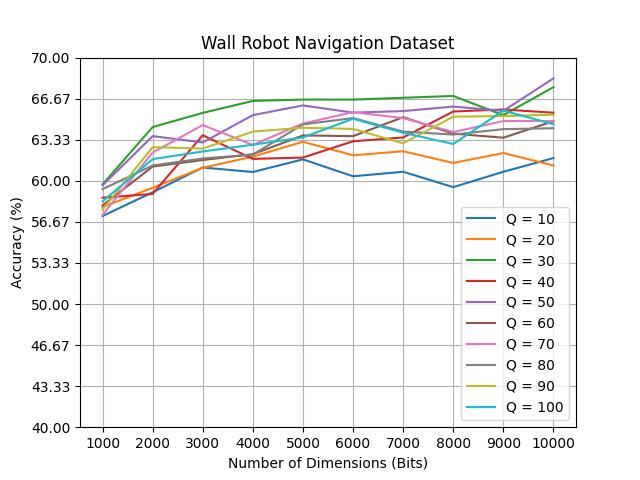 Wall Robot Navigation Dataset
70.00
66.67
63.33
60.00
56.67
53.33
50.00
46.67
43.33
40.00
Accuracy (%)
Q = 10
Q = 20
Q = 30
Q = 40
Q = 50
Q = 60
Q = 70
Q = 80
Q = 90
Q = 100
1000 2000 3000 4000 5000 6000 7000 8000 9000 10000
Number of Dimensions (Bits)